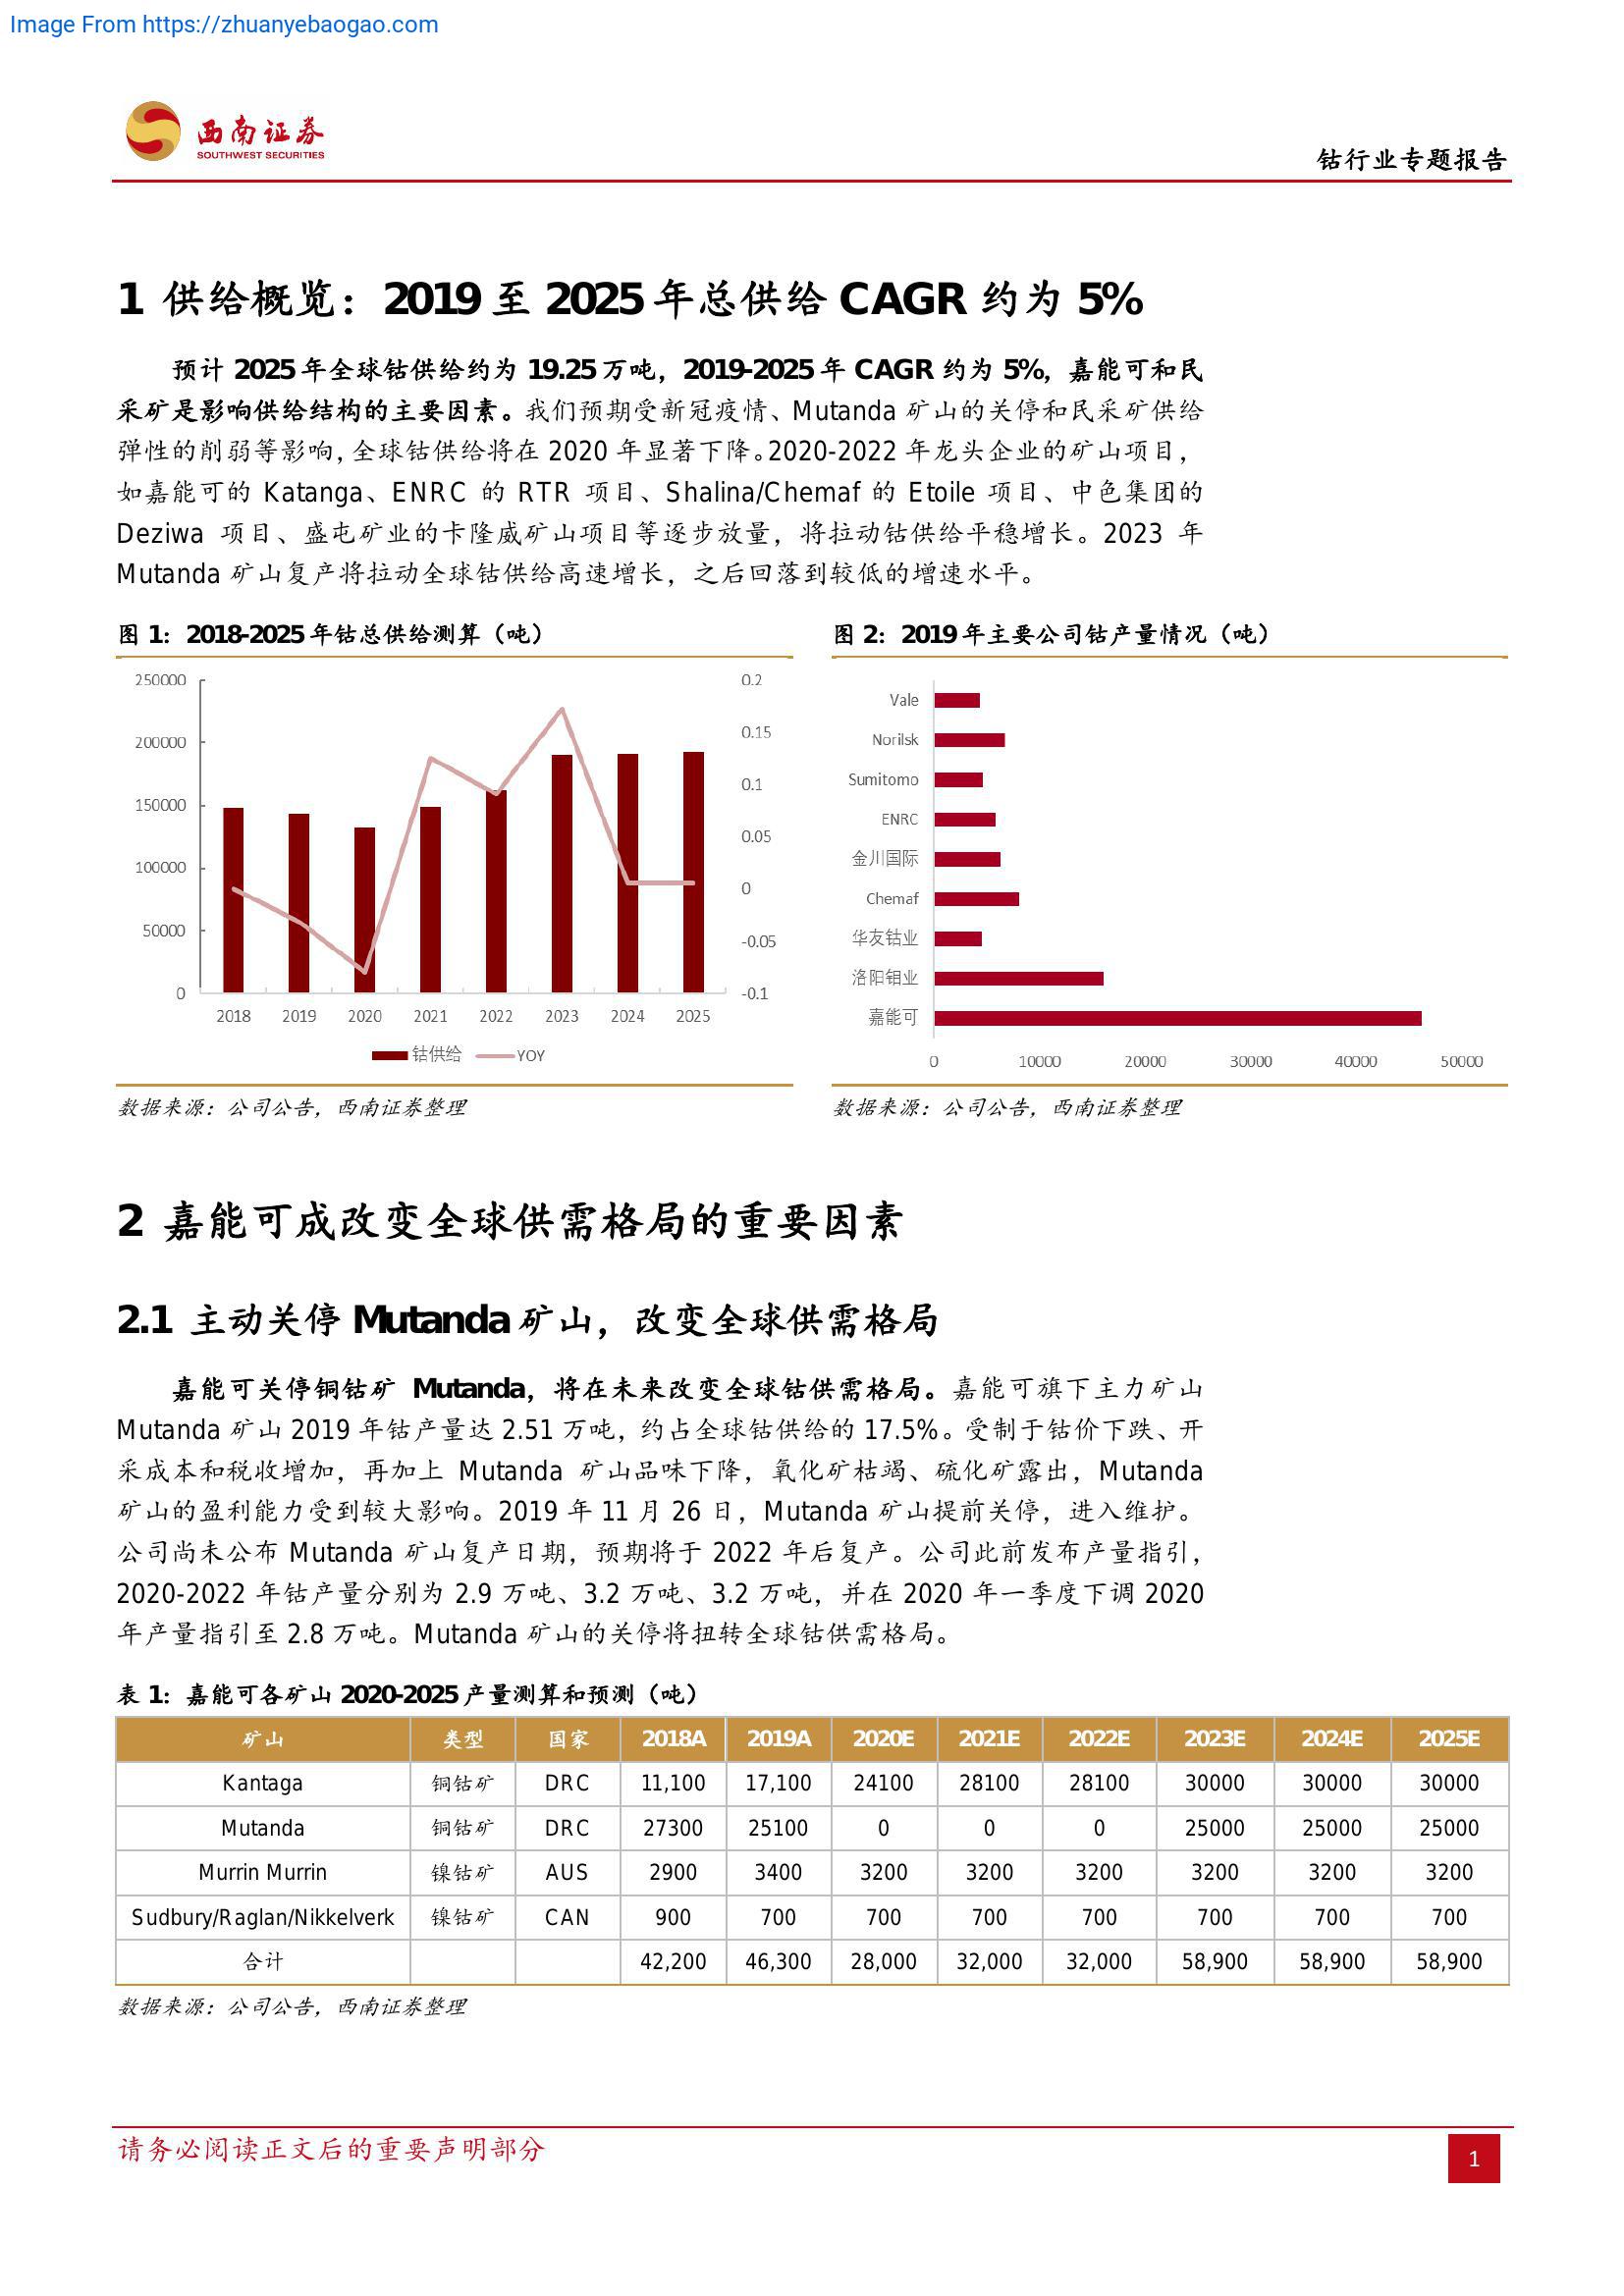 Image From https://zhuanyebaogao.com
西南证券
SOUTHWEST SECURITIES
钴行业专题报告
1 供给概览：2019 至 2025 年总供给 CAGR 约为 5%
预计 2025 年全球钴供给约为 19.25 万吨，2019-2025 年 CAGR 约为 5%，嘉能可和民
采矿是影响供给结构的主要因素。我们预期受新冠疫情、Mutanda 矿山的关停和民采矿供给
弹性的削弱等影响，全球钴供给将在 2020 年显著下降。2020-2022 年龙头企业的矿山项目，
如嘉能可的 Katanga、ENRC 的 RTR 项目、Shalina/Chemaf 的 Etoile 项目、中色集团的
Deziwa 项目、盛屯矿业的卡隆威矿山项目等逐步放量，将拉动钴供给平稳增长。2023 年
Mutanda 矿山复产将拉动全球钴供给高速增长，之后回落到较低的增速水平。
图 1：2018-2025 年钴总供给测算（吨）
250000
200000
150000
100000
50000
0
0.2
0.15
0.1
0.05
0
-0.05
-0.1
2018 2019 2020 2021 2022 2023 2024 2025
钴供给 YOY
数据来源：公司公告，西南证券整理
图 2：2019 年主要公司钴产量情况（吨）
Vale
Norilsk
Sumitomo
ENRC
金川国际
Chemaf
华友钴业
洛阳钼业
嘉能可
0 10000 20000 30000 40000 50000
数据来源：公司公告，西南证券整理
2 嘉能可成改变全球供需格局的重要因素
2.1 主动关停 Mutanda 矿山，改变全球供需格局
嘉能可关停铜钴矿 Mutanda，将在未来改变全球钴供需格局。嘉能可旗下主力矿山
Mutanda 矿山 2019 年钴产量达 2.51 万吨，约占全球钴供给的 17.5%。受制于钴价下跌、开
采成本和税收增加，再加上 Mutanda 矿山品味下降，氧化矿枯竭、硫化矿露出，Mutanda
矿山的盈利能力受到较大影响。2019 年 11 月 26 日，Mutanda 矿山提前关停，进入维护。
公司尚未公布 Mutanda 矿山复产日期，预期将于 2022 年后复产。公司此前发布产量指引，
2020-2022 年钴产量分别为 2.9 万吨、3.2 万吨、3.2 万吨，并在 2020 年一季度下调 2020
年产量指引至 2.8 万吨。Mutanda 矿山的关停将扭转全球钴供需格局。
表 1：嘉能可各矿山 2020-2025 产量测算和预测（吨）
矿山 类型 国家 2018A 2019A 2020E 2021E 2022E 2023E 2024E 2025E
Kantaga 铜钴矿 DRC 11,100 17,100 24100 28100 28100 30000 30000 30000
Mutanda 铜钴矿 DRC 27300 25100 0 0 0 25000 25000 25000
Murrin Murrin 镍钴矿 AUS 2900 3400 3200 3200 3200 3200 3200 3200
Sudbury/Raglan/Nikkelverk 镍钴矿 CAN 900 700 700 700 700 700 700 700
合计 42,200 46,300 28,000 32,000 32,000 58,900 58,900 58,900
数据来源：公司公告，西南证券整理
请务必阅读正文后的重要声明部分
1